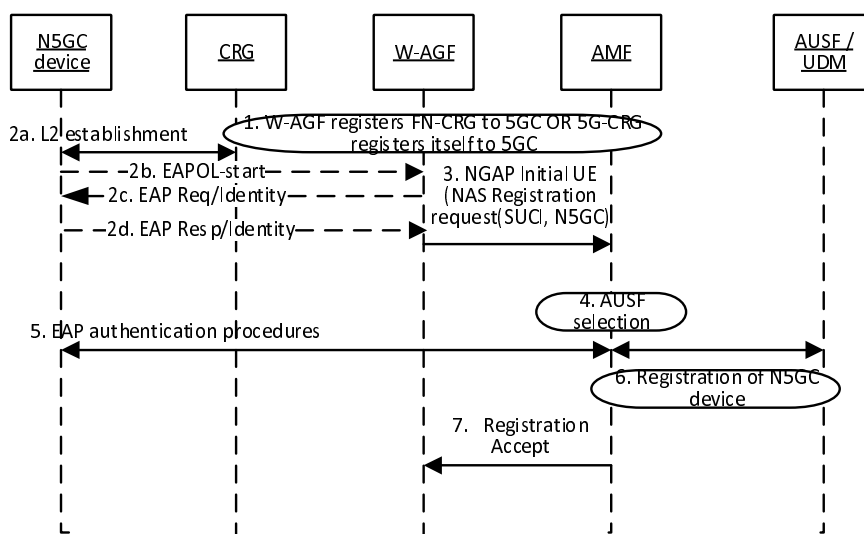 N5GC
device
CRG
W-AGF
AMF
AUSF /
UDM
1. W-AGF registers FN-CRG to 5GC OR 5G-CRG
registers itself to 5GC
2a. L2 establishment
2b. EAPOL-start
2c. EAP Req/Identity
2d. EAP Resp/Identity
3. NGAP Initial UE
(NAS Registration
request(SUCI, N5GC)
4. AUSF
selection
5. EAP authentication procedures
6. Registration of N5GC
device
7. Registration
Accept